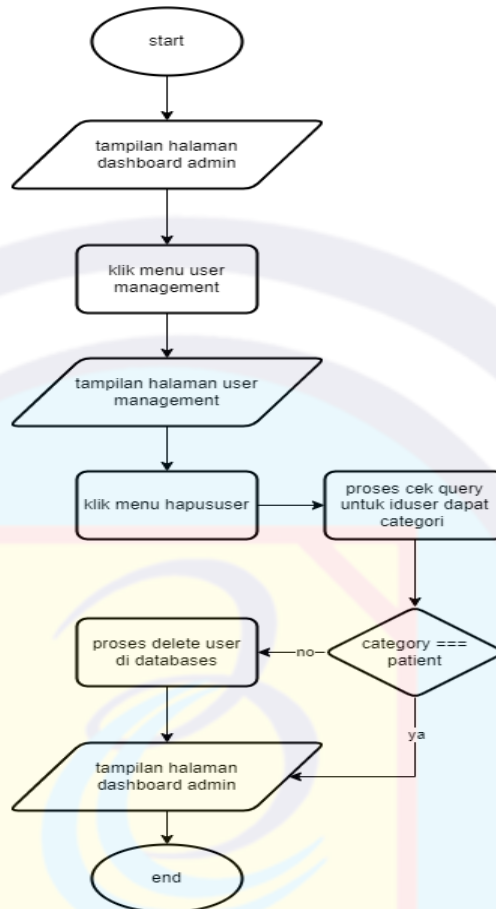 start
tampilan halaman
dashboard admin
klik menu user
management
tampilan halaman user
management
klik menu hapususer
proses cek query
untuk iduser dapat
categori
category ===
patient
no
proses delete user
di databases
ya
tampilan halaman
dashboard admin
end